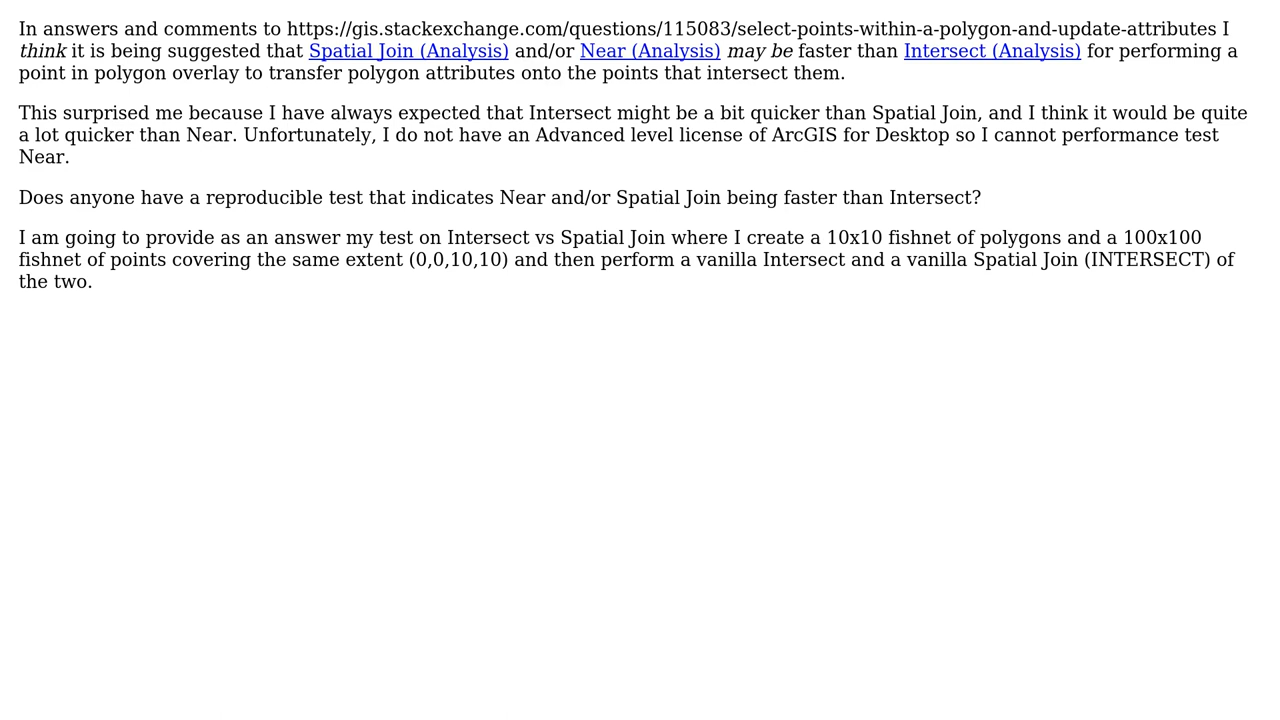 In answers and comments to https://gis.stackexchange.com/questions/115083/select-points-within-a-polygon-and-update-attributes I
think it is being suggested that Spatial Join (Analysis) and/or Near (Analysis) may be faster than Intersect (Analysis) for performing a
point in polygon overlay to transfer polygon attributes onto the points that intersect them.
This surprised me because I have always expected that Intersect might be a bit quicker than Spatial Join, and I think it would be quite
a lot quicker than Near. Unfortunately, I do not have an Advanced level license of ArcGIS for Desktop so I cannot performance test
Near.
Does anyone have a reproducible test that indicates Near and/or Spatial Join being faster than Intersect?
I am going to provide as an answer my test on Intersect vs Spatial Join where I create a 10x10 fishnet of polygons and a 100x100
fishnet of points covering the same extent (0,0,10,10) and then perform a vanilla Intersect and a vanilla Spatial Join (INTERSECT) of
the two.